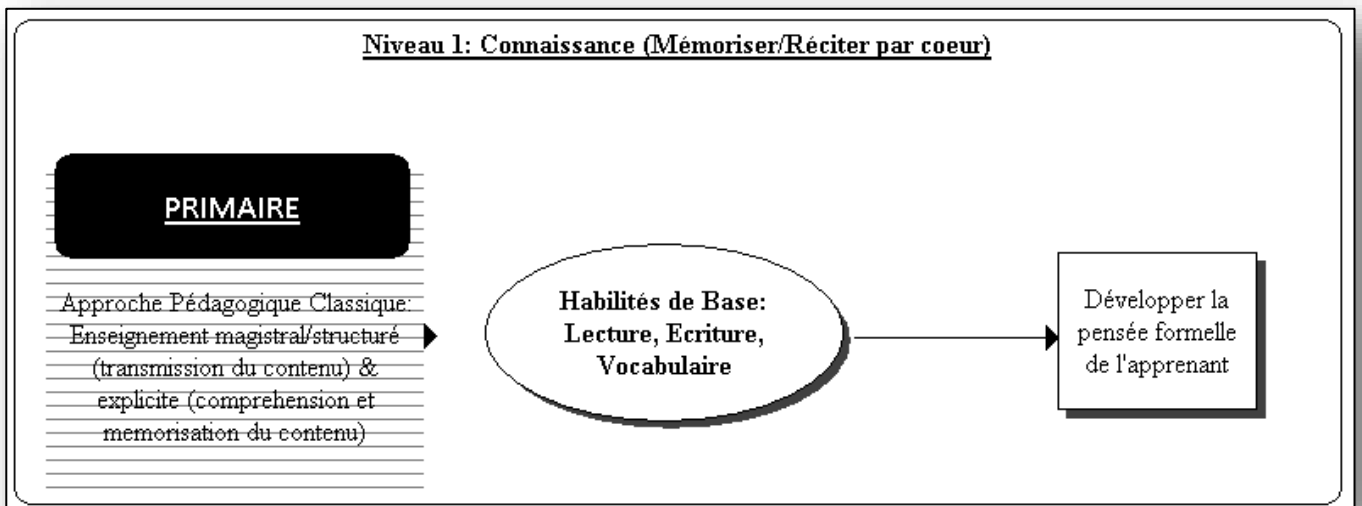 Niveau 1: Connaissance (Mémoriser/Réciter par coeur)
PRIMAIRE
Approche Pédagogique Classique:
Enseignement magistral/structuré
(transmission du contenu) &
explicite (comprehension et
memorisation du contenu)
Habilités de Base:
Lecture, Ecriture,
Vocabulaire
Développer la
pensée formelle
de l'apprenant